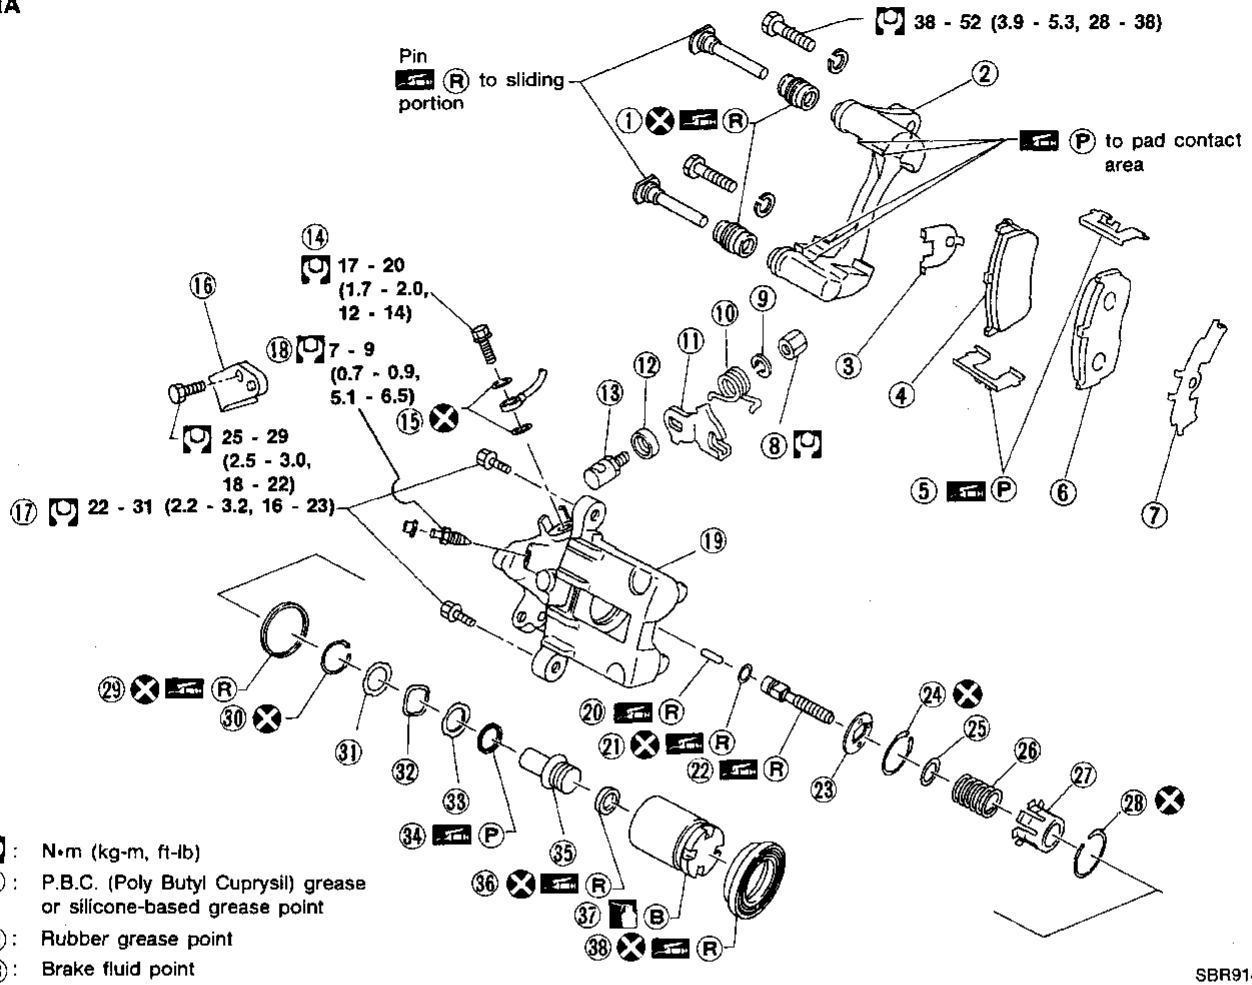 IA
38 - 52 (3.9 - 5.3, 28 - 38)
Pin
R to sliding
portion
2
1 R
P to pad contact
area
14
17 - 20
(1.7 - 2.0,
12 - 14)
16
18 7 - 9
(0.7 - 0.9,
5.1 - 6.5)
15
25 - 29
(2.5 - 3.0,
18 - 22)
17 22 - 31 (2.2 - 3.2, 16 - 23)
13
12
11
10
9
8
3
4
5 P
6
7
19
29 R
30
31
32
33
34 P
35
36 R
37 B
38 R
20 R
21 R
22 R
23
24
25
26
27
28
: N•m (kg-m, ft-lb)
: P.B.C. (Poly Butyl Cuprysil) grease
or silicone-based grease point
: Rubber grease point
: Brake fluid point
SBR914